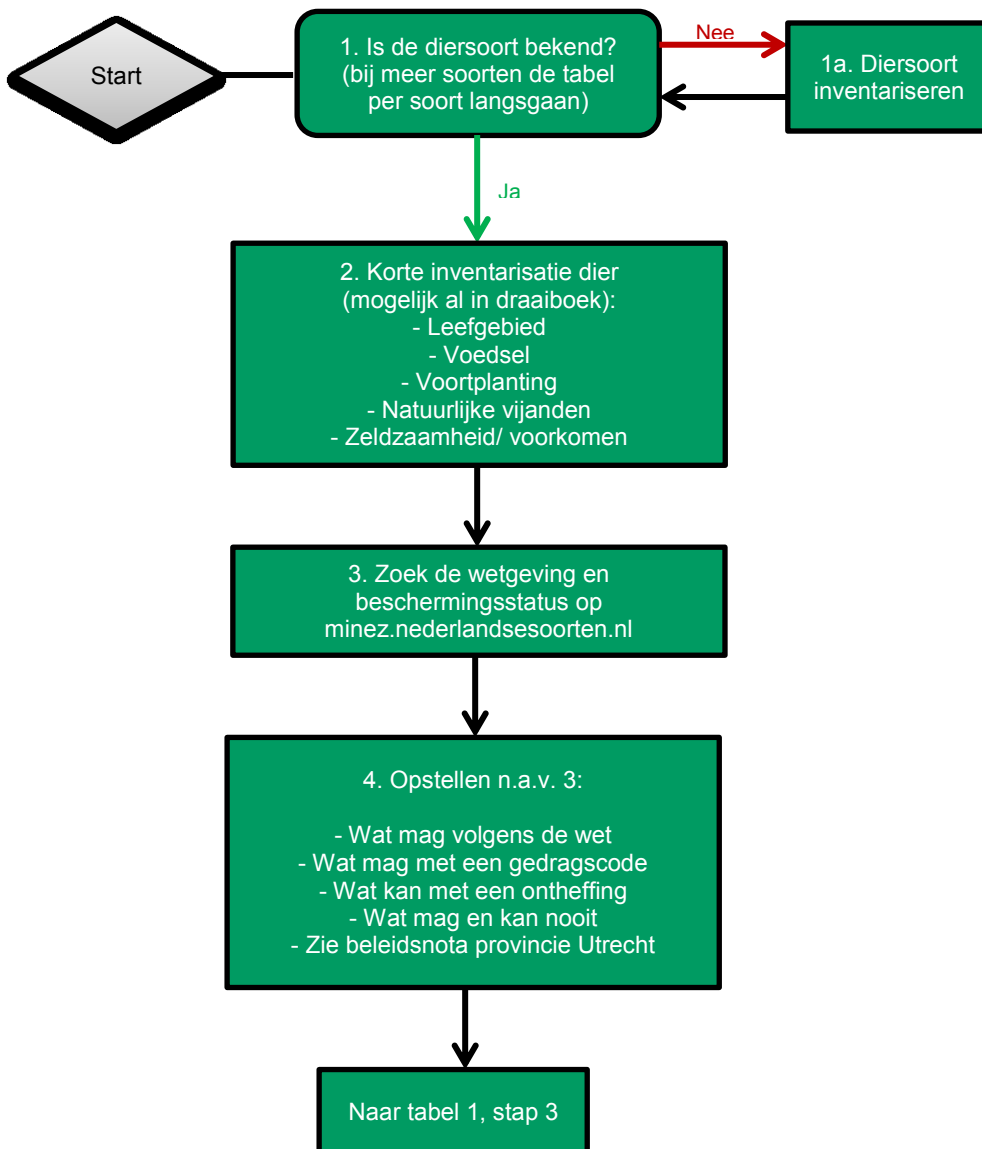 Start
1. Is de diersoort bekend?
(bij meer soorten de tabel
per soort langsgaan)
Nee
1a. Diersoort
inventariseren
Ja
2. Korte inventarisatie dier
(mogelijk al in draaiboek):
- Leefgebied
- Voedsel
- Voortplanting
- Natuurlijke vijanden
- Zeldzaamheid/ voorkomen
3. Zoek de wetgeving en
beschermingsstatus op
minez.nederlandsesoorten.nl
4. Opstellen n.a.v. 3:
- Wat mag volgens de wet
- Wat mag met een gedragscode
- Wat kan met een ontheffing
- Wat mag en kan nooit
- Zie beleidsnota provincie Utrecht
Naar tabel 1, stap 3